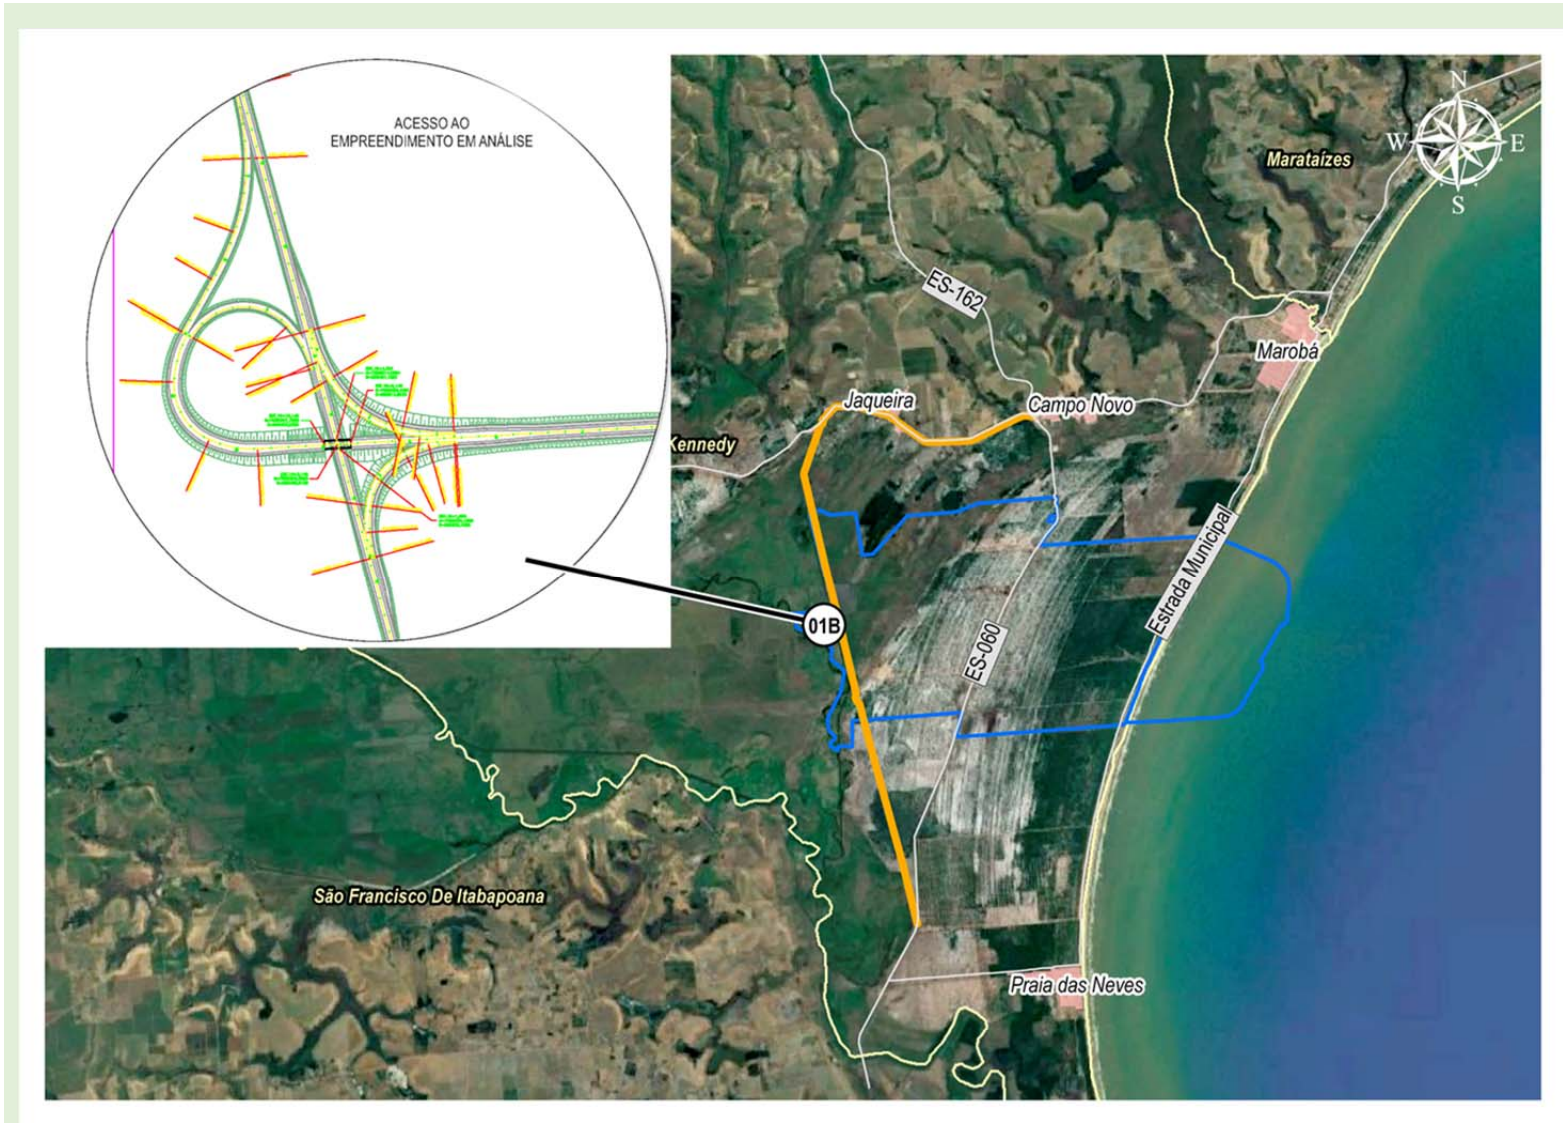 ACESSO AO
EMPREENDIMENTO EM ANÁLISE
N
W
E
S
Marataízes
ES-162
Marobá
Jaqueira
Campo Novo
Kennedy
Estrada Municipal
01B
ES-060
São Francisco De Itabapoana
Praia das Neves